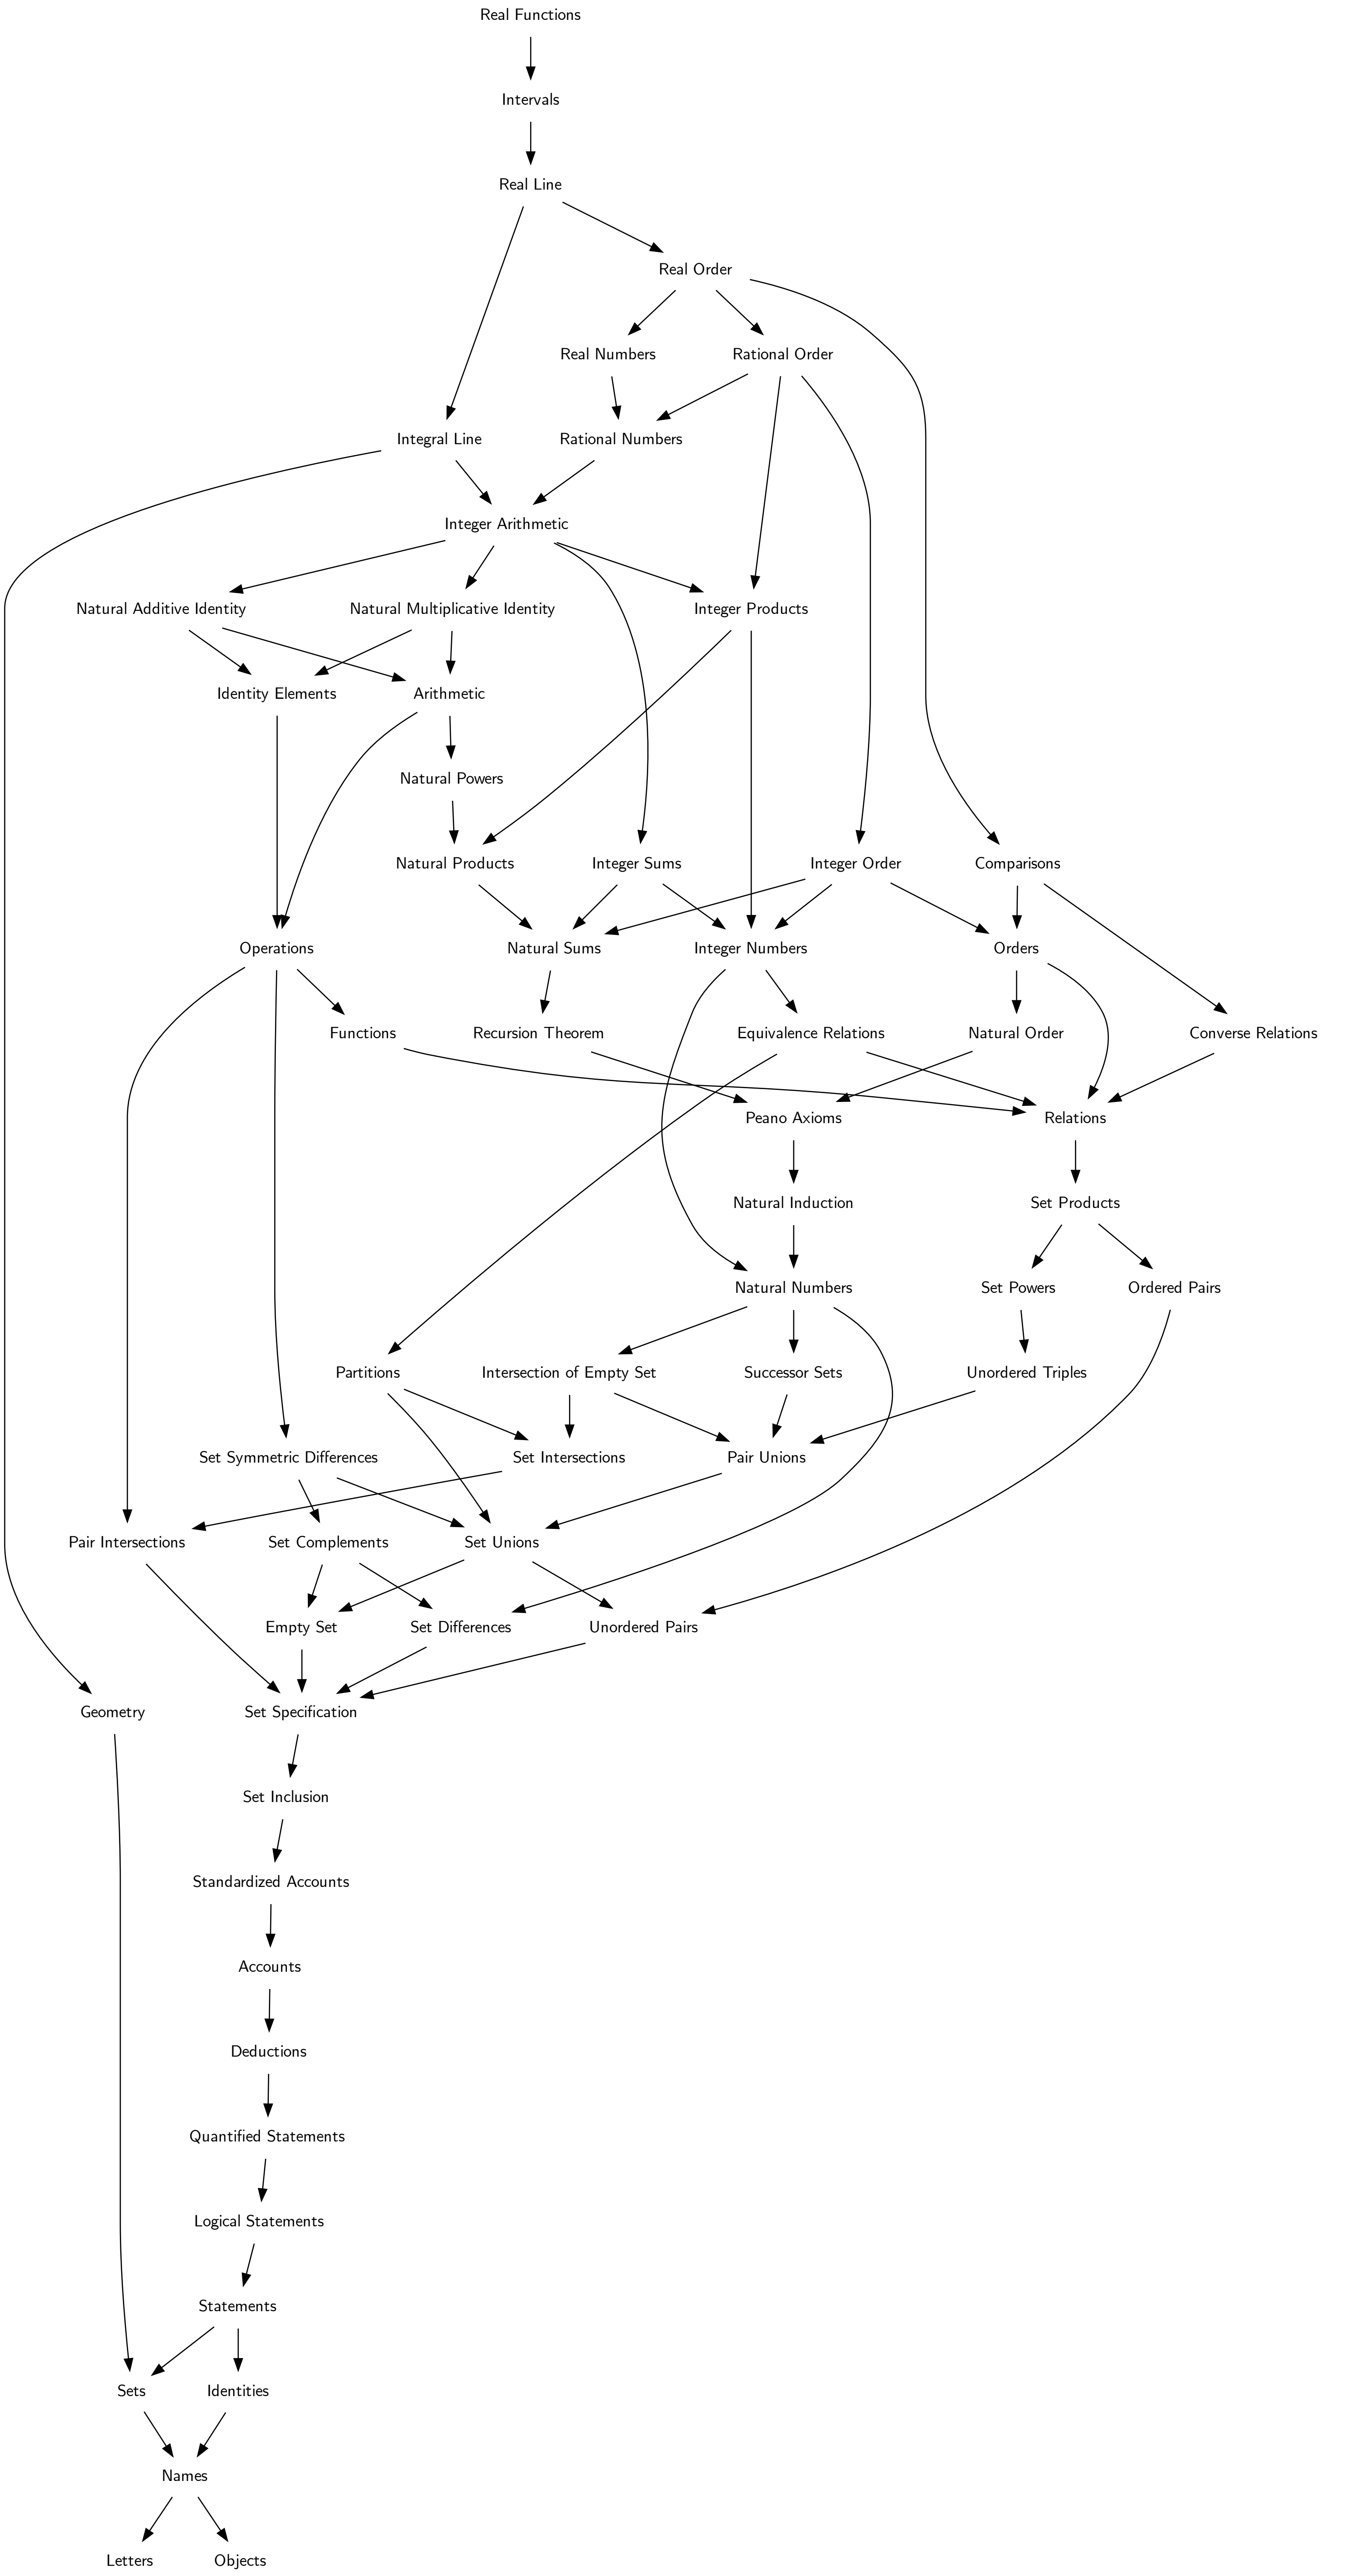 Real Functions
Intervals
Real Line
Real Order
Real Numbers
Rational Order
Integral Line
Rational Numbers
Integer Arithmetic
Natural Additive Identity
Natural Multiplicative Identity
Integer Products
Identity Elements
Arithmetic
Natural Powers
Natural Products
Integer Sums
Integer Order
Comparisons
Operations
Natural Sums
Integer Numbers
Orders
Functions
Recursion Theorem
Equivalence Relations
Natural Order
Converse Relations
Peano Axioms
Relations
Natural Induction
Set Products
Natural Numbers
Set Powers
Ordered Pairs
Partitions
Intersection of Empty Set
Successor Sets
Unordered Triples
Set Symmetric Differences
Set Intersections
Pair Unions
Pair Intersections
Set Complements
Set Unions
Empty Set
Set Differences
Unordered Pairs
Geometry
Set Specification
Set Inclusion
Standardized Accounts
Accounts
Deductions
Quantified Statements
Logical Statements
Statements
Sets
Identities
Names
Letters
Objects